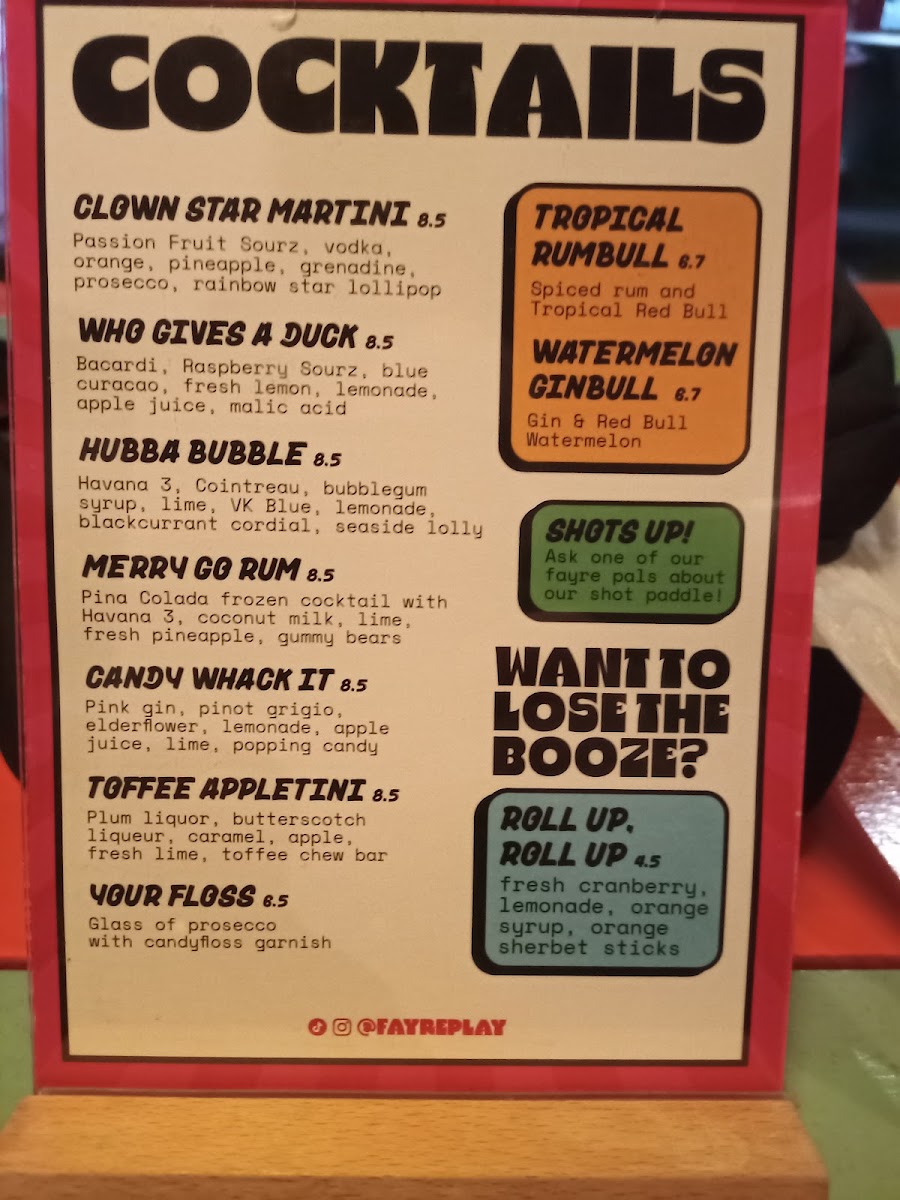 COCKTAILS
CLOWN STAR MARTINI 8.5
Passion Fruit Sourz, vodka,
orange, pineapple, grenadine,
prosecco, rainbow star lollipop
WHO GIVES A DUCK 8.5
Bacardi, Raspberry Sourz, blue
curacao, fresh lemon, lemonade,
apple juice, malic acid
HUBBA BUBBLE 8.5
Havana 3, Cointreau, bubblegum
syrup, lime, VK Blue, lemonade,
blackcurrant cordial, seaside lolly
MERRY GO RUM 8.5
Pina Colada frozen cocktail with
Havana 3, coconut milk, lime,
fresh pineapple, gummy bears
CANDY WHACK IT 8.5
Pink gin, pinot grigio,
elderflower, lemonade, apple
juice, lime, popping candy
TOFFEE APPLETINI 8.5
Plum liquor, butterscotch
liqueur, caramel, apple,
fresh lime, toffee chew bar
YOUR FLOSS 6.5
Glass of prosecco
with candyfloss garnish
TROPICAL
RUMBULL 6.7
Spiced rum and
Tropical Red Bull
WATERMELON
GINBULL 6.7
Gin & Red Bull
Watermelon
SHOTS UP!
Ask one of our
fayre pals about
our shot paddle!
WANT TO
LOSE THE
BOOZE?
ROLL UP,
ROLL UP 4.5
fresh cranberry,
lemonade, orange
syrup, orange
sherbet sticks
@FAYREPLAY